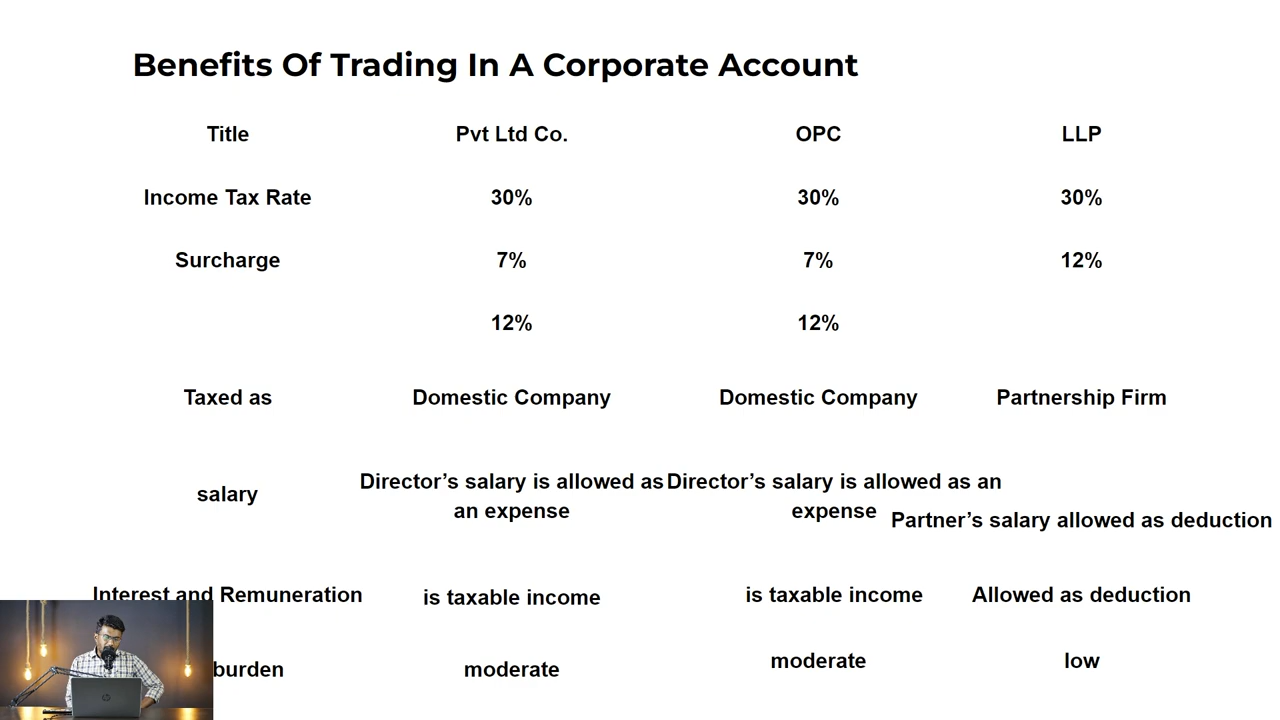 Benefits Of Trading In A Corporate Account
Title Pvt Ltd Co. OPC LLP
Income Tax Rate 30% 30% 30%
Surcharge 7% 7% 12%
12% 12%
Taxed as Domestic Company Domestic Company Partnership Firm
salary Director’s salary is allowed as an expense Director’s salary is allowed as an expense Partner’s salary allowed as deduction
Interest and Remuneration is taxable income is taxable income Allowed as deduction
burden moderate moderate low